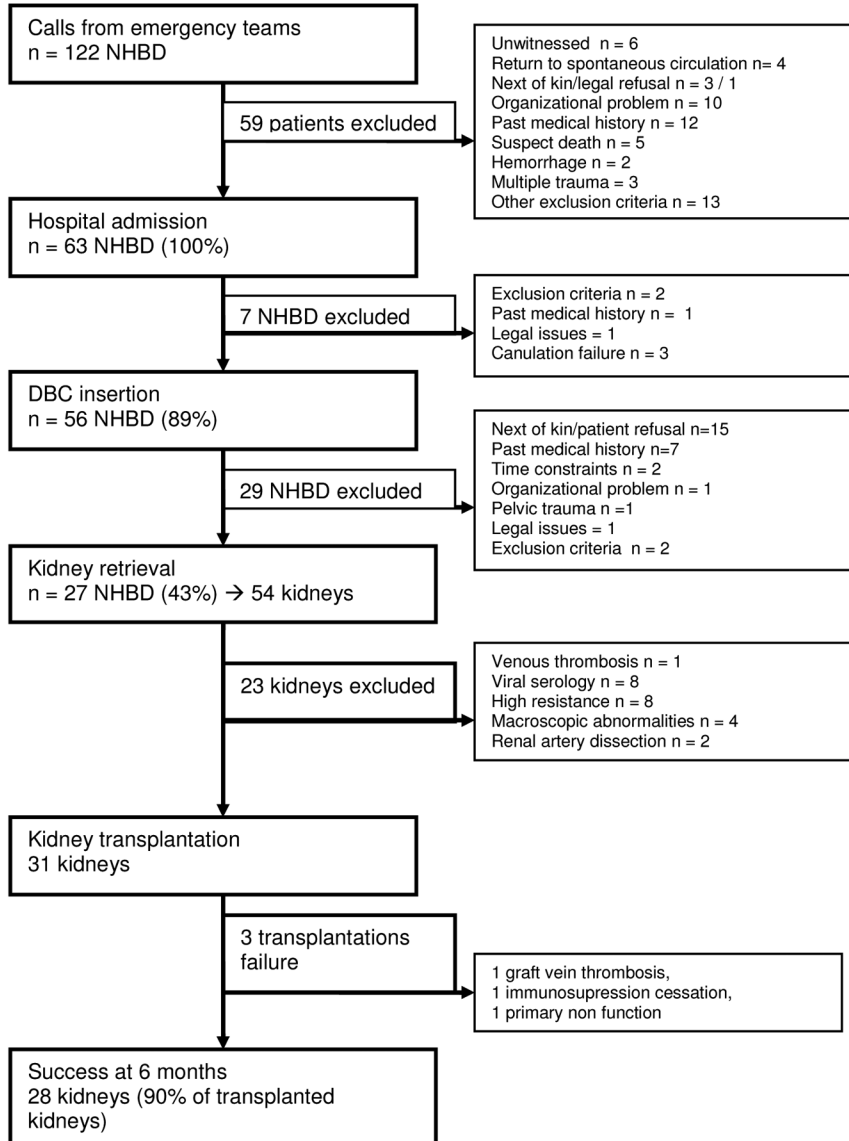 Calls from emergency teams
n = 122 NHBD
59 patients excluded
Unwitnessed n = 6
Return to spontaneous circulation n= 4
Next of kin/legal refusal n = 3 / 1
Organizational problem n = 10
Past medical history n = 12
Suspect death n = 5
Hemorrhage n = 2
Multiple trauma = 3
Other exclusion criteria n = 13
Hospital admission
n = 63 NHBD (100%)
7 NHBD excluded
Exclusion criteria n = 2
Past medical history n = 1
Legal issues = 1
Canulation failure n = 3
DBC insertion
n = 56 NHBD (89%)
29 NHBD excluded
Next of kin/patient refusal n=15
Past medical history n=7
Time constraints n = 2
Organizational problem n = 1
Pelvic trauma n =1
Legal issues = 1
Exclusion criteria n = 2
Kidney retrieval
n = 27 NHBD (43%) → 54 kidneys
23 kidneys excluded
Venous thrombosis n = 1
Viral serology n = 8
High resistance n = 8
Macroscopic abnormalities n = 4
Renal artery dissection n = 2
Kidney transplantation
31 kidneys
3 transplantations
failure
1 graft vein thrombosis,
1 immunosupression cessation,
1 primary non function
Success at 6 months
28 kidneys (90% of transplanted
kidneys)